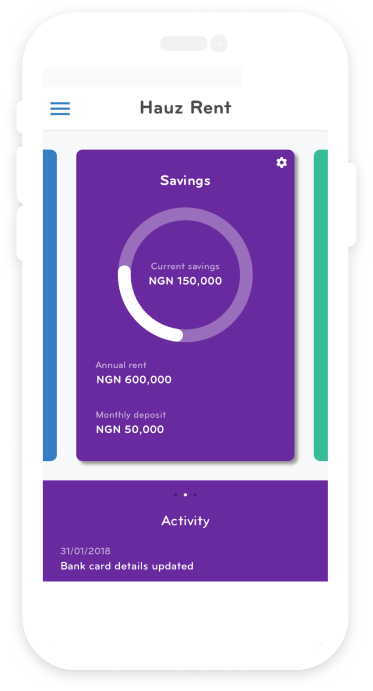 Hauz Rent
Savings
Current savings
NGN 150,000
Annual rent
NGN 600,000
Monthly deposit
NGN 50,000
Activity
31/01/2018
Bank card details updated